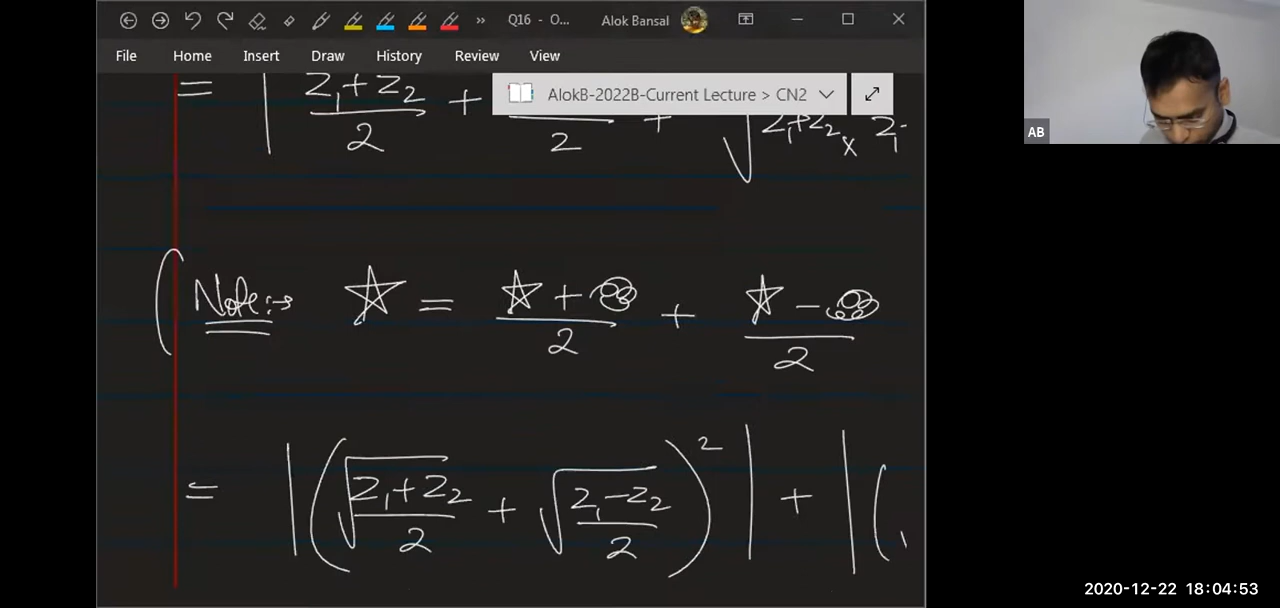 Q16 - O... Alok Bansal
File Home Insert Draw History Review View
AlokB-2022B-Current Lecture > CN2
AB
= | (z₁+z₂)/2 + /2 + √(z₁+z₂ × z₁-
(Note:→ ☆ = (☆ + )/2 + (☆ - )/2
= |(√((z₁+z₂)/2) + √((z₁-z₂)/2))²| + |(
2020-12-22 18:04:53